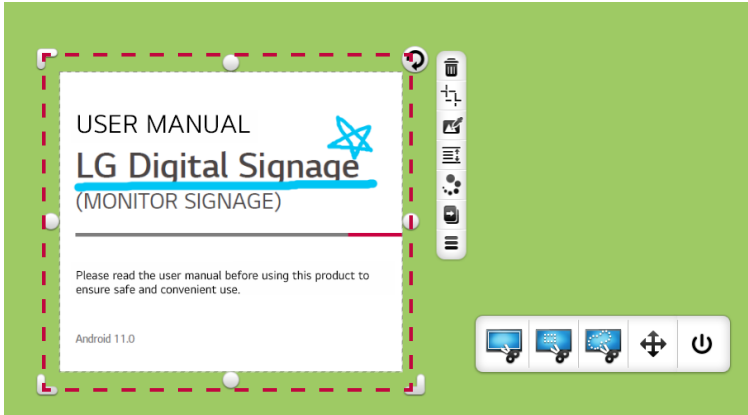 USER MANUAL
LG Digital Signage
(MONITOR SIGNAGE)
Please read the user manual before using this product to
ensure safe and convenient use.
Android 11.0